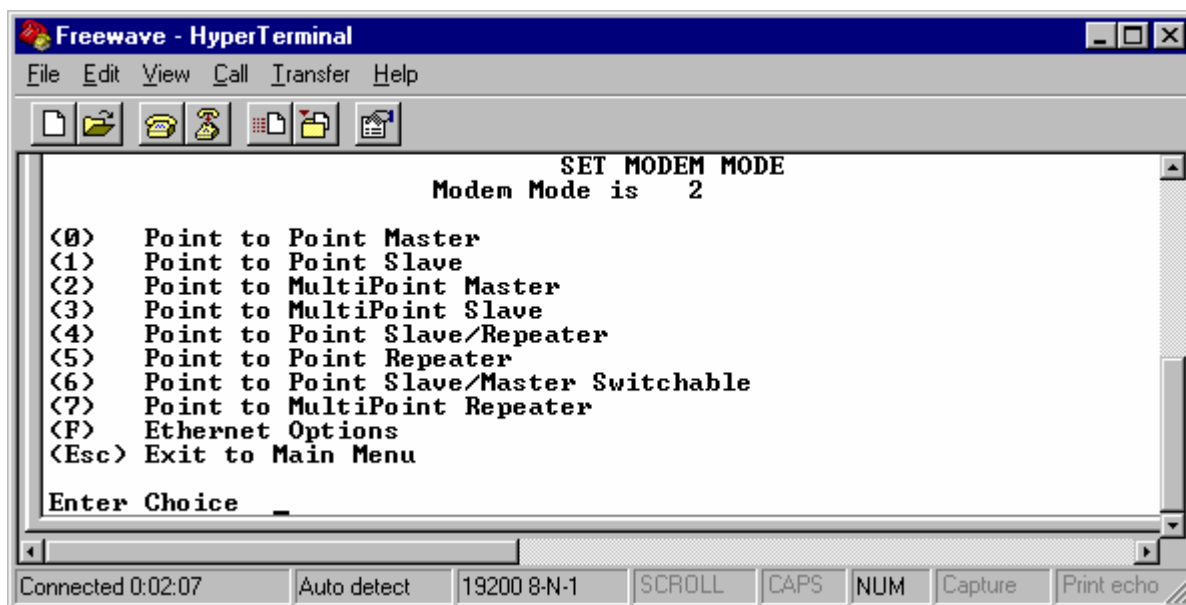 Freewave - HyperTerminal
File Edit View Call Transfer Help
SET MODEM MODE
Modem Mode is 2
(0) Point to Point Master
(1) Point to Point Slave
(2) Point to MultiPoint Master
(3) Point to MultiPoint Slave
(4) Point to Point Slave/Repeater
(5) Point to Point Repeater
(6) Point to Point Slave/Master Switchable
(7) Point to MultiPoint Repeater
(F) Ethernet Options
(Esc) Exit to Main Menu
Enter Choice _
Connected 0:02:07 Auto detect 19200 8-N-1 SCROLL CAPS NUM Capture Print echo